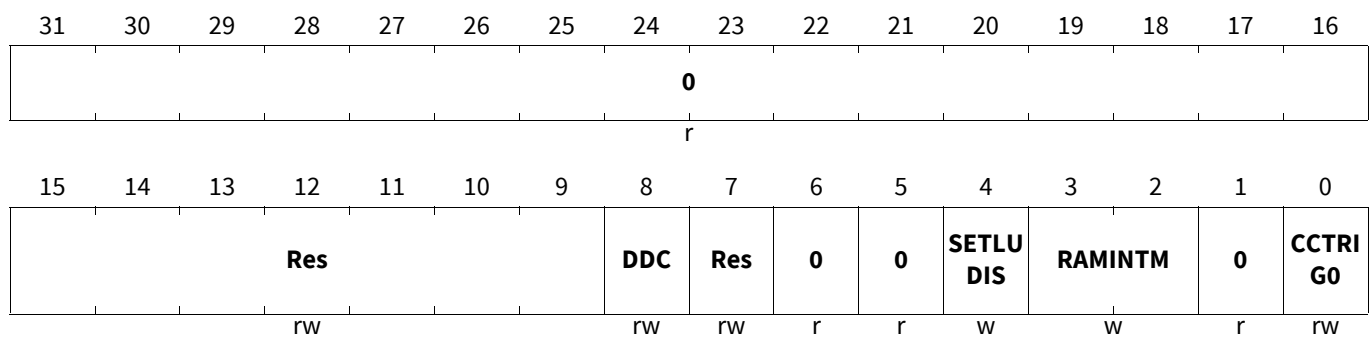 31 30 29 28 27 26 25 24 23 22 21 20 19 18 17 16
0
r
15 14 13 12 11 10 9 8 7 6 5 4 3 2 1 0
Res DDC Res 0 0 SETLU DIS RAMINTM 0 CCTRI G0
rw rw rw r r w w r rw